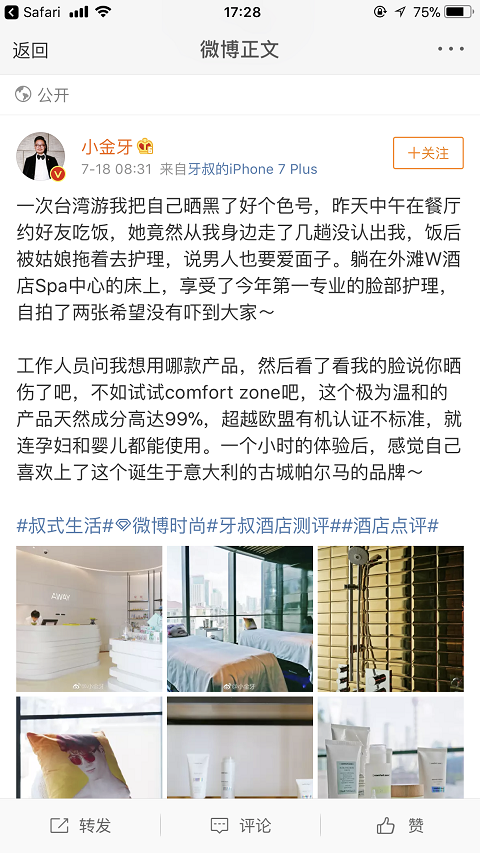 Safari 17:28 75%
返回 微博正文
公开
小金牙
7-18 08:31 来自牙叔的iPhone 7 Plus
+关注
一次台湾游我把自己晒黑了好个色号，昨天中午在餐厅
约好友吃饭，她竟然从我身边走了几趟没认出我，饭后
被姑娘拖着去护理，说男人也要爱面子。躺在外滩W酒
店Spa中心的床上，享受了今年第一专业的脸部护理，
自拍了两张希望没有吓到大家～
工作人员问我想用哪款产品，然后看了看我的脸说你晒
伤了吧，不如试试comfort zone吧，这个极为温和的
产品天然成分高达99%，超越欧盟有机认证不标准，就
连孕妇和婴儿都能使用。一个小时的体验后，感觉自己
喜欢上了这个诞生于意大利的古城帕尔马的品牌～
#叔式生活#微博时尚#牙叔酒店测评##酒店点评#
AWAY
@小金牙
@小金牙
转发 评论 赞